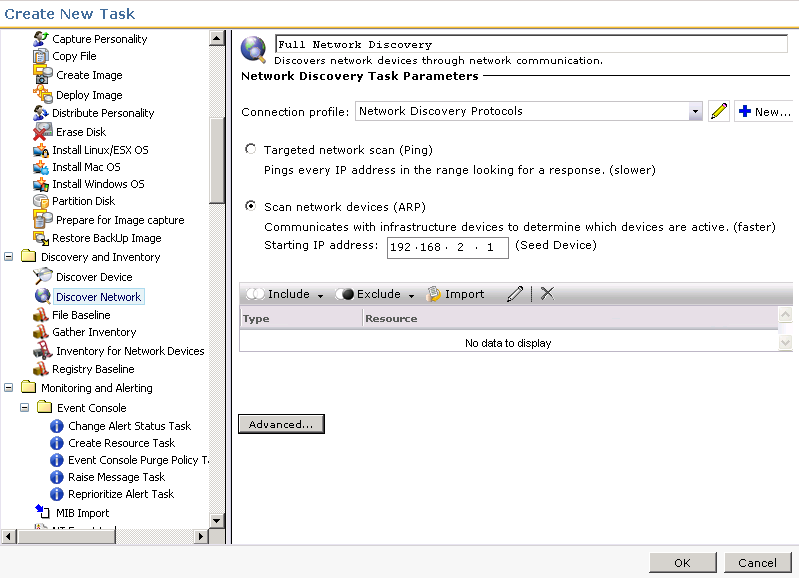 Create New Task
Capture Personality
Copy File
Create Image
Deploy Image
Distribute Personality
Erase Disk
Install Linux/ESX OS
Install Mac OS
Install Windows OS
Partition Disk
Prepare for Image capture
Restore BackUp Image
Discovery and Inventory
Discover Device
Discover Network
File Baseline
Gather Inventory
Inventory for Network Devices
Registry Baseline
Monitoring and Alerting
Event Console
Change Alert Status Task
Create Resource Task
Event Console Purge Policy T
Raise Message Task
Reprioritize Alert Task
MIB Import
Full Network Discovery
Discovers network devices through network communication.
Network Discovery Task Parameters
Connection profile: Network Discovery Protocols New...
Targeted network scan (Ping)
Pings every IP address in the range looking for a response. (slower)
Scan network devices (ARP)
Communicates with infrastructure devices to determine which devices are active. (faster)
Starting IP address: 192.168. 2 . 1 (Seed Device)
Include Exclude Import
Type Resource
No data to display
Advanced...
OK Cancel